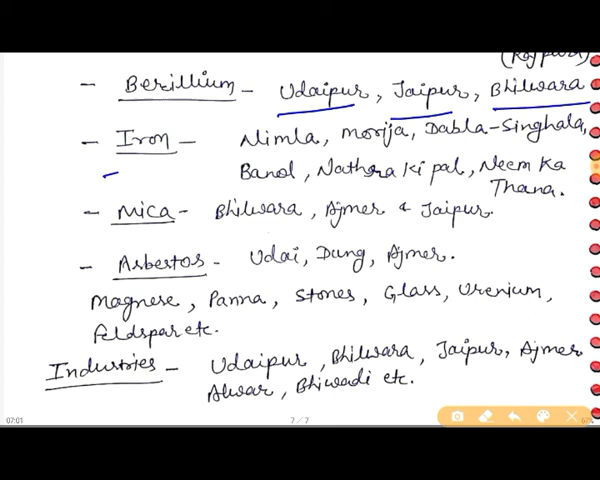 (Rajpura)
- Berillium - Udaipur, Jaipur, Bhilwara
- Iron - Nimla, morija, Dabla-Singhala,
Banol, Nathara ki pal, Neem Ka
Thana.
- Mica - Bhilwara, Ajmer & Jaipur.
- Asbestos - Udai, Dung, Ajmer.
Magnese, Panna, Stones, Glass, Urenium,
Feldspar etc.
Industries - Udaipur, Bhilwara, Jaipur, Ajmer
Alwar, Bhiwadi etc.
07:01
7 / 7